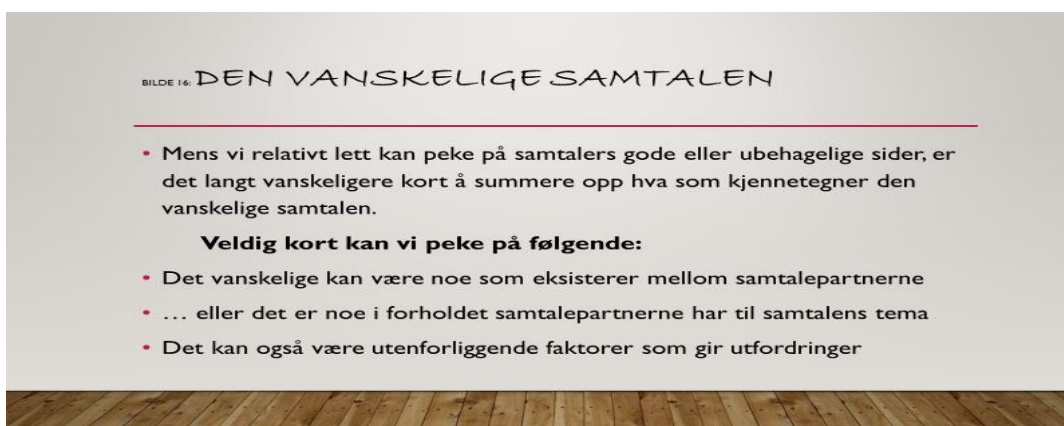 BILDE 16: DEN VANSKELIGE SAMTALEN
• Mens vi relativt lett kan peke på samtalers gode eller ubehagelige sider, er
det langt vanskeligere kort å summere opp hva som kjennetegner den
vanskelige samtalen.
Veldig kort kan vi peke på følgende:
• Det vanskelige kan være noe som eksisterer mellom samtalepartnerne
• … eller det er noe i forholdet samtalepartnerne har til samtalens tema
• Det kan også være utenforliggende faktorer som gir utfordringer